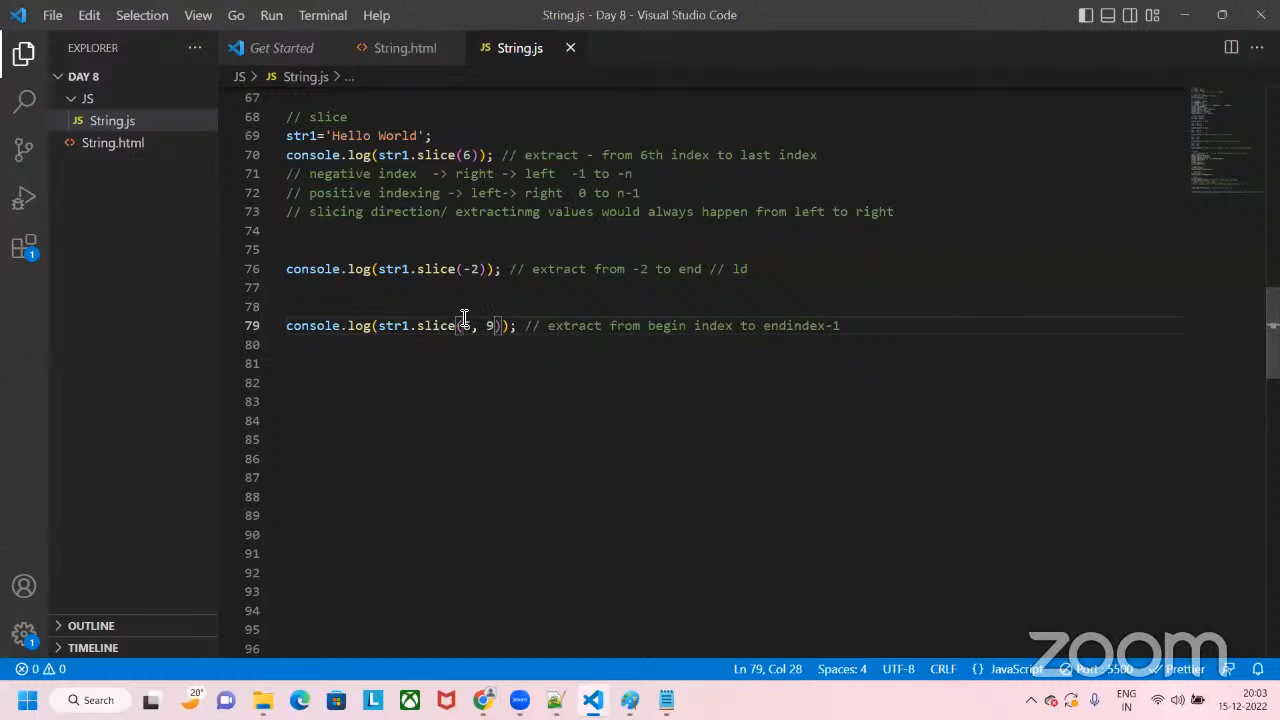 File Edit Selection View Go Run Terminal Help String.js - Day 8 - Visual Studio Code
EXPLORER
Get Started
String.html
String.js
DAY 8
JS
String.js
String.html
JS > String.js > ...
67
68 // slice
69 str1='Hello World';
70 console.log(str1.slice(6)); // extract - from 6th index to last index
71 // negative index -> right -> left -1 to -n
72 // positive indexing -> left- right 0 to n-1
73 // slicing direction/ extractinmg values would always happen from left to right
74
75
76 console.log(str1.slice(-2)); // extract from -2 to end // ld
77
78
79 console.log(str1.slice( , 9)); // extract from begin index to endindex-1
80
81
82
83
84
85
86
87
88
89
90
91
92
93
94
95
96
OUTLINE
TIMELINE
zoom
0 0 Ln 79, Col 28 Spaces: 4 UTF-8 CRLF {} JavaScript Port : 5500 Prettier
1
1
Search
20°
ENG
IN
20:03
15-12-2022